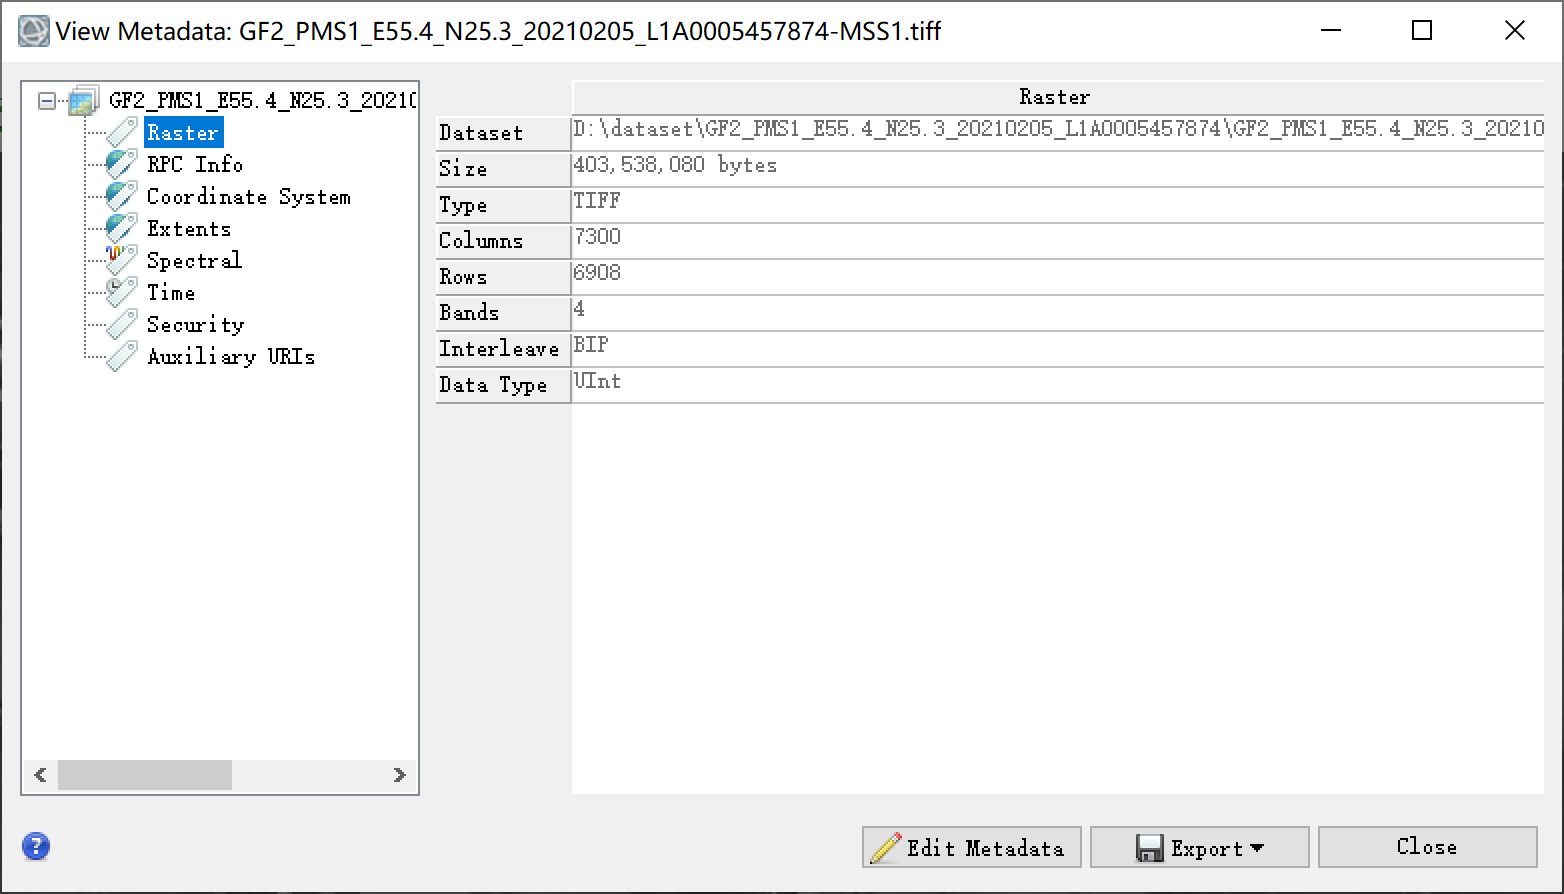 View Metadata: GF2_PMS1_E55.4_N25.3_20210205_L1A0005457874-MSS1.tiff
GF2_PMS1_E55.4_N25.3_2021(
Raster
RPC Info
Coordinate System
Extents
Spectral
Time
Security
Auxiliary URIs
Raster
Dataset D:\dataset\GF2_PMS1_E55.4_N25.3_20210205_L1A0005457874\GF2_PMS1_E55.4_N25.3_20210
Size 403,538,080 bytes
Type TIFF
Columns 7300
Rows 6908
Bands 4
Interleave BIP
Data Type UInt
?
Edit Metadata
Export
Close